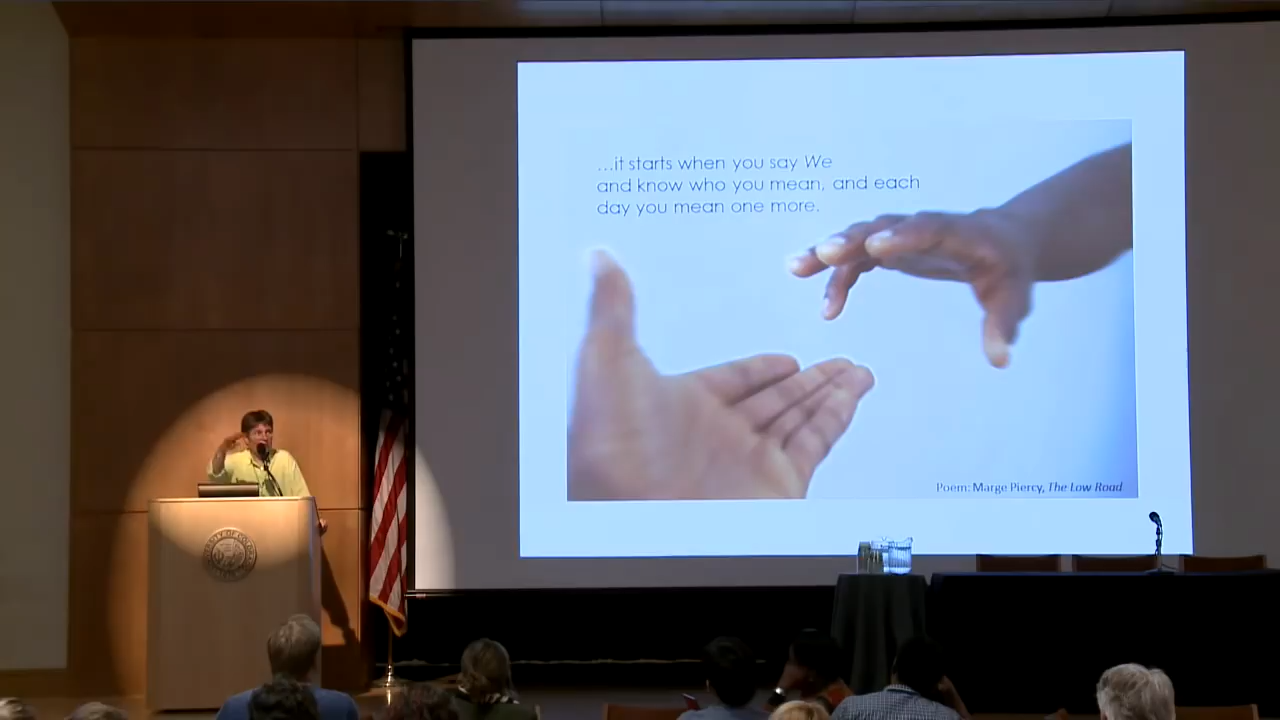 ...it starts when you say We
and know who you mean, and each
day you mean one more.
Poem: Marge Piercy, The Low Road